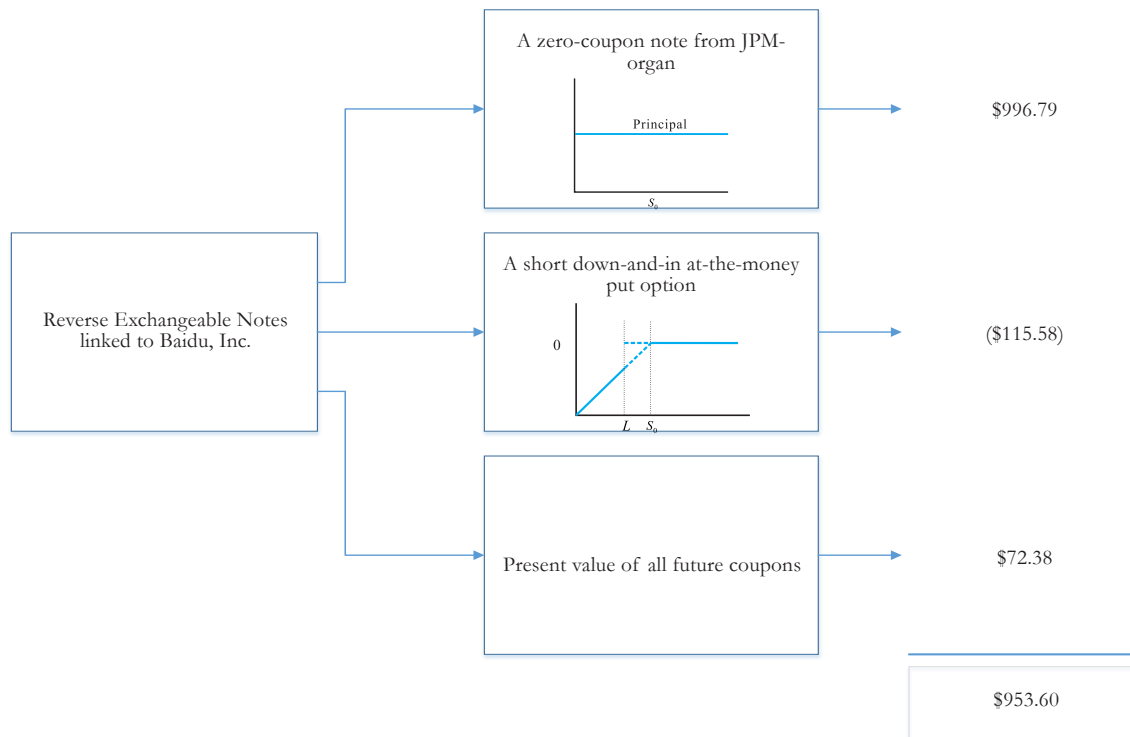 A zero-coupon note from JPM-
organ
Principal
S₀
$996.79
Reverse Exchangeable Notes
linked to Baidu, Inc.
A short down-and-in at-the-money
put option
0
L S₀
($115.58)
Present value of all future coupons
$72.38
$953.60